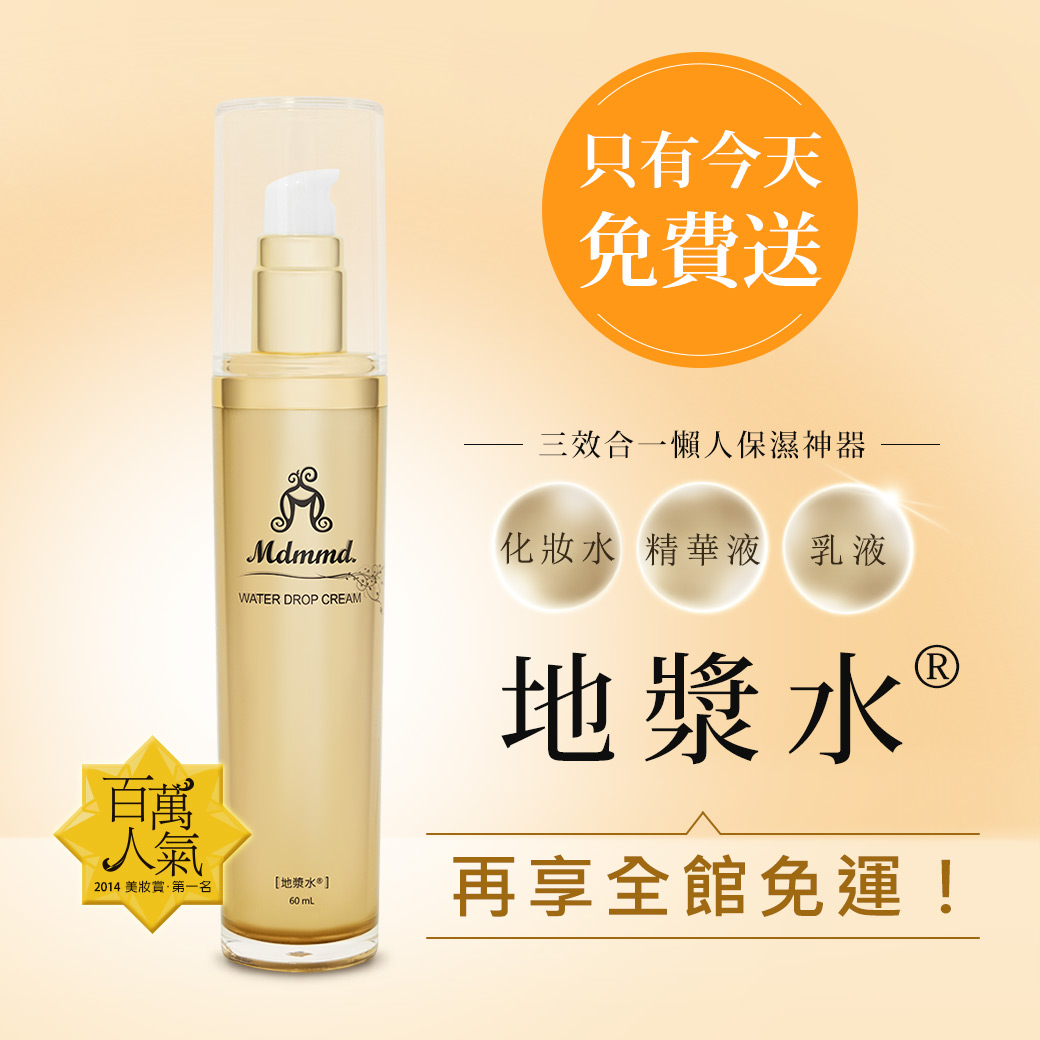 只有今天
免費送
三效合一懶人保濕神器
化妝水 精華液 乳液
地漿水®
再享全館免運！
Mdmmd.
WATER DROP CREAM
[地漿水®]
60 mL
百萬
人氣
2014 美妝賞·第一名